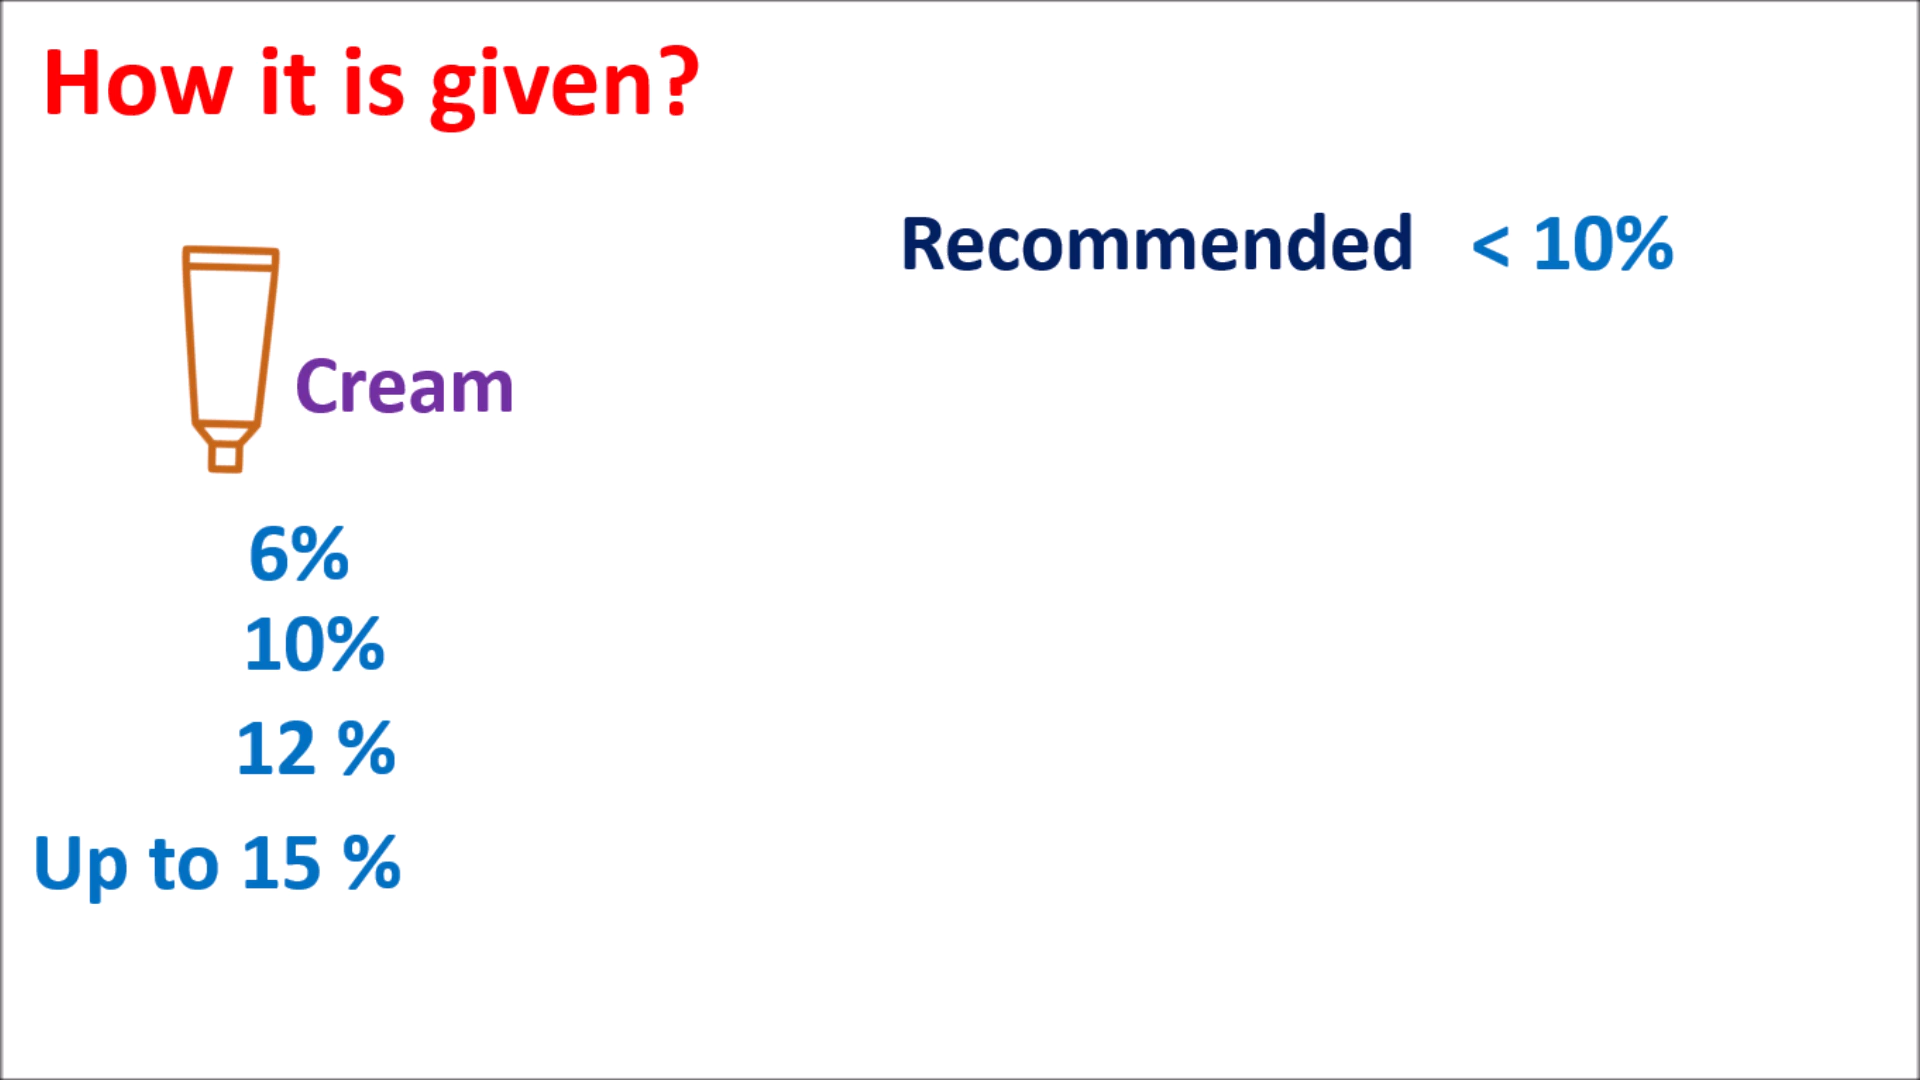 How it is given?
Recommended < 10%
Cream
6%
10%
12 %
Up to 15 %